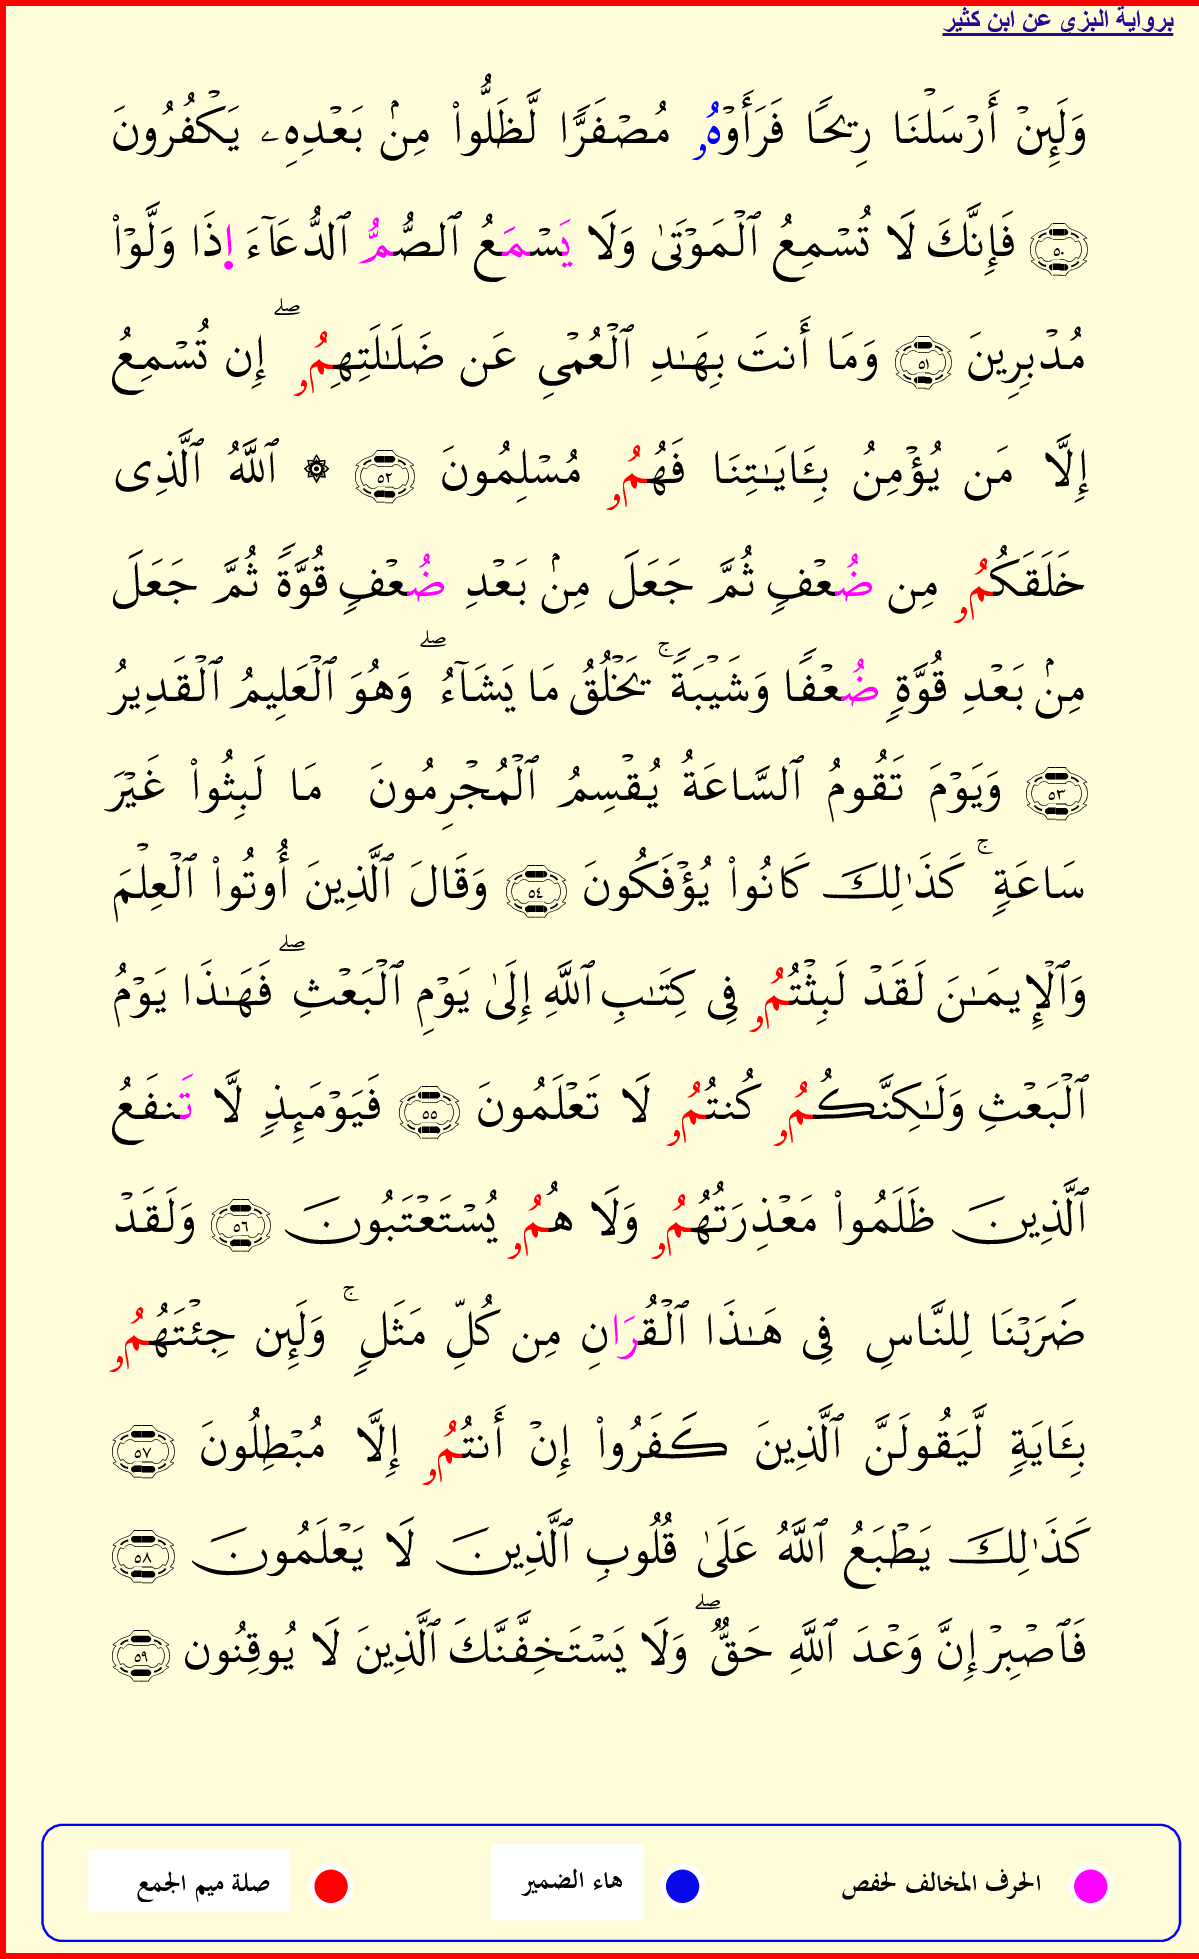 برواية البزى عن ابن كثير
وَلَئِنْ أَرْسَلْنَا رِيحًا فَرَأَوْهُۥ مُصْفَرًّا لَّظَلُّواْ مِنۢ بَعْدِهِۦ يَكْفُرُونَ
٥٠ فَإِنَّكَ لَا تُسْمِعُ ٱلْمَوْتَىٰ وَلَا يَسْمَعُ ٱلصُّمُّ ٱلدُّعَآءَ إِذَا وَلَّوْاْ
مُدْبِرِينَ ٥١ وَمَا أَنتَ بِهَـٰدِ ٱلْعُمْىِ عَن ضَلَـٰلَتِهِمُۥ ۖ إِن تُسْمِعُ
إِلَّا مَن يُؤْمِنُ بِـَٔايَـٰتِنَا فَهُمُۥ مُسْلِمُونَ ٥٢ ۞ ٱللَّهُ ٱلَّذِى
خَلَقَكُمُۥ مِن ضُعْفٍ ثُمَّ جَعَلَ مِنۢ بَعْدِ ضُعْفٍ قُوَّةً ثُمَّ جَعَلَ
مِنۢ بَعْدِ قُوَّةٍ ضُعْفًا وَشَيْبَةً ۚ يَخْلُقُ مَا يَشَآءُ ۖ وَهُوَ ٱلْعَلِيمُ ٱلْقَدِيرُ
٥٣ وَيَوْمَ تَقُومُ ٱلسَّاعَةُ يُقْسِمُ ٱلْمُجْرِمُونَ مَا لَبِثُواْ غَيْرَ
سَاعَةٍ ۚ كَذَٰلِكَ كَانُواْ يُؤْفَكُونَ ٥٤ وَقَالَ ٱلَّذِينَ أُوتُواْ ٱلْعِلْمَ
وَٱلْإِيمَـٰنَ لَقَدْ لَبِثْتُمُۥ فِى كِتَـٰبِ ٱللَّهِ إِلَىٰ يَوْمِ ٱلْبَعْثِ ۖ فَهَـٰذَا يَوْمُ
ٱلْبَعْثِ وَلَـٰكِنَّكُمُۥ كُنتُمُۥ لَا تَعْلَمُونَ ٥٥ فَيَوْمَئِذٍ لَّا تَنفَعُ
ٱلَّذِينَ ظَلَمُواْ مَعْذِرَتُهُمُۥ وَلَا هُمُۥ يُسْتَعْتَبُونَ ٥٦ وَلَقَدْ
ضَرَبْنَا لِلنَّاسِ فِى هَـٰذَا ٱلْقُرَانِ مِن كُلِّ مَثَلٍ ۚ وَلَئِن جِئْتَهُمُۥ
بِـَٔايَةٍ لَّيَقُولَنَّ ٱلَّذِينَ كَفَرُواْ إِنْ أَنتُمُۥ إِلَّا مُبْطِلُونَ ٥٧
كَذَٰلِكَ يَطْبَعُ ٱللَّهُ عَلَىٰ قُلُوبِ ٱلَّذِينَ لَا يَعْلَمُونَ ٥٨
فَٱصْبِرْ إِنَّ وَعْدَ ٱللَّهِ حَقٌّ ۖ وَلَا يَسْتَخِفَّنَّكَ ٱلَّذِينَ لَا يُوقِنُون ٥٩
الحرف المخالف لحفص هاء الضمير صلة ميم الجمع